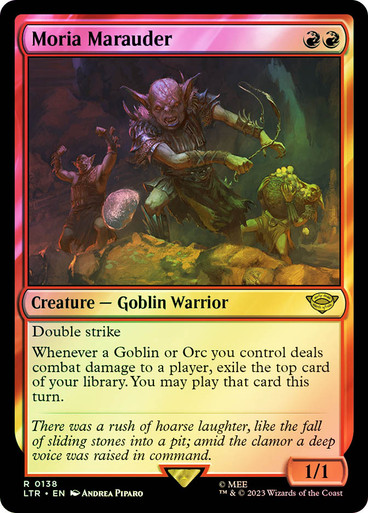 Moria Marauder
Creature — Goblin Warrior
Double strike
Whenever a Goblin or Orc you control deals
combat damage to a player, exile the top card
of your library. You may play that card this
turn.
There was a rush of hoarse laughter, like the fall
of sliding stones into a pit; amid the clamor a deep
voice was raised in command.
1/1
R 0138
LTR • EN Andrea Piparo
© MEE
™ & © 2023 Wizards of the Coast